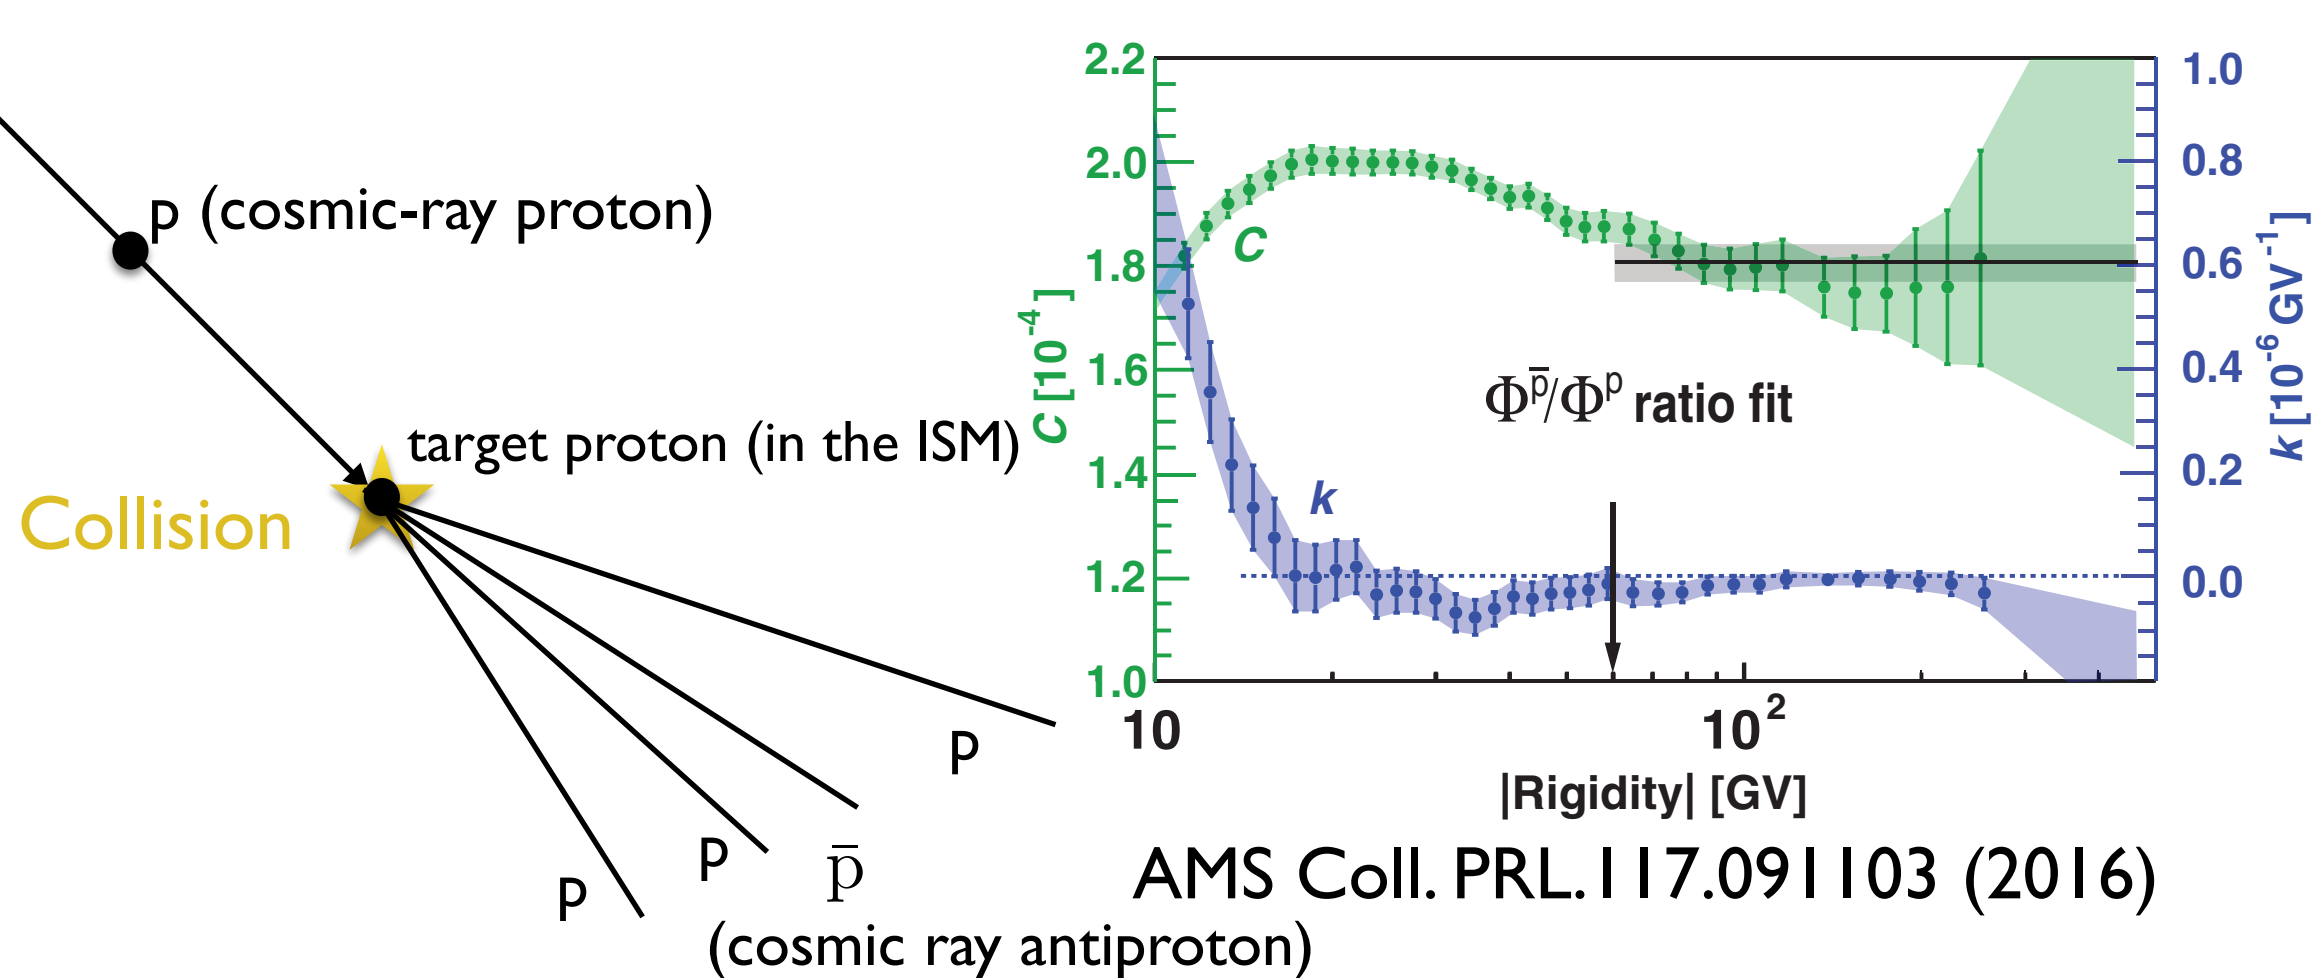 p (cosmic-ray proton)
target proton (in the ISM)
Collision
p
p
p̄
p
(cosmic ray antiproton)
2.2
2.0
1.8
1.6
1.4
1.2
1.0
C [10⁻⁴]
C
k
Φᵖ̄/Φᵖ ratio fit
1.0
0.8
0.6
0.4
0.2
0.0
k [10⁻⁶ GV⁻¹]
10
10²
|Rigidity| [GV]
AMS Coll. PRL.117.091103 (2016)